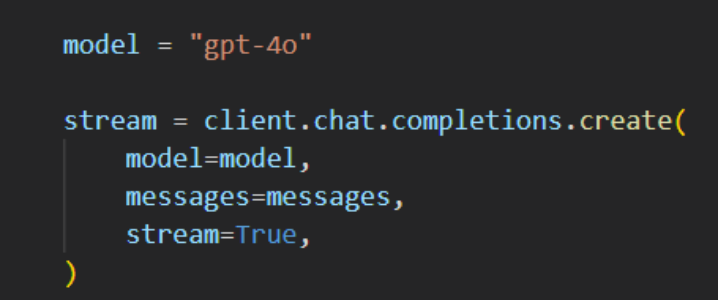 model = "gpt-4o"
stream = client.chat.completions.create(
    model=model,
    messages=messages,
    stream=True,
)